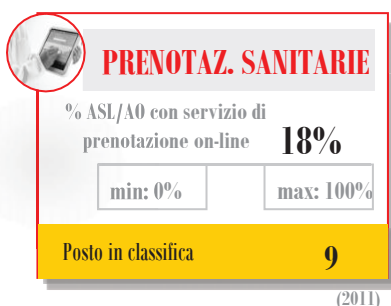 PRENOTAZ. SANITARIE
% ASL/AO con servizio di
prenotazione on-line 18%
min: 0% max: 100%
Posto in classifica 9
(2011)